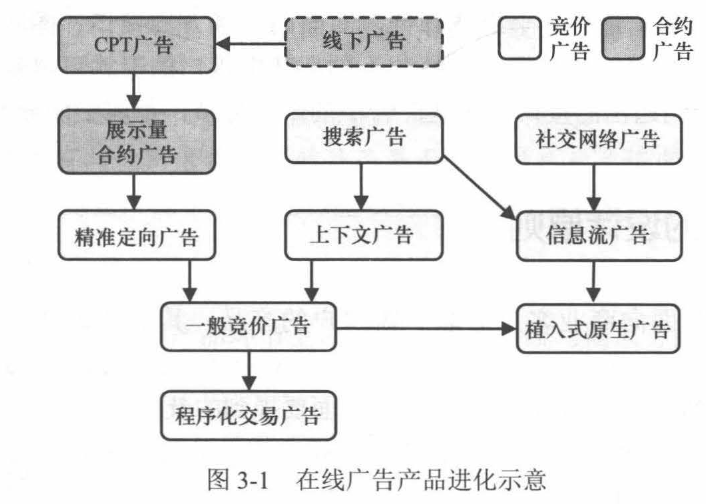 CPT广告
线下广告
竞价
广告
合约
广告
展示量
合约广告
搜索广告
社交网络广告
精准定向广告
上下文广告
信息流广告
一般竞价广告
植入式原生广告
程序化交易广告
图 3-1 在线广告产品进化示意